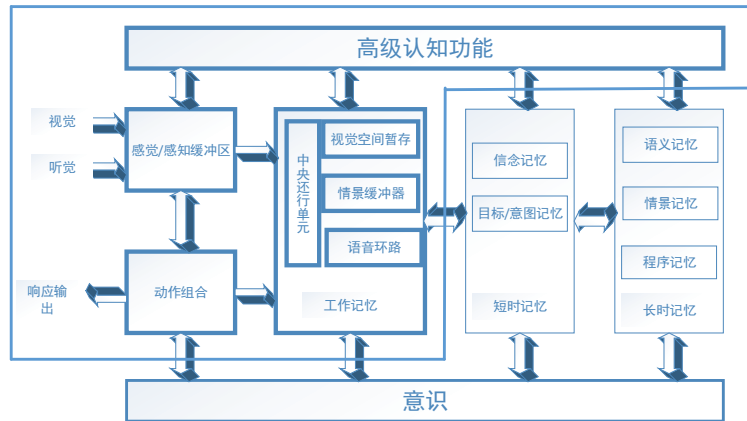 高级认知功能
视觉
听觉
感觉/感知缓冲区
动作组合
响应输
出
中
央
还
行
单
元
视觉空间暂存
情景缓冲器
语音环路
工作记忆
信念记忆
目标/意图记忆
短时记忆
语义记忆
情景记忆
程序记忆
长时记忆
意识